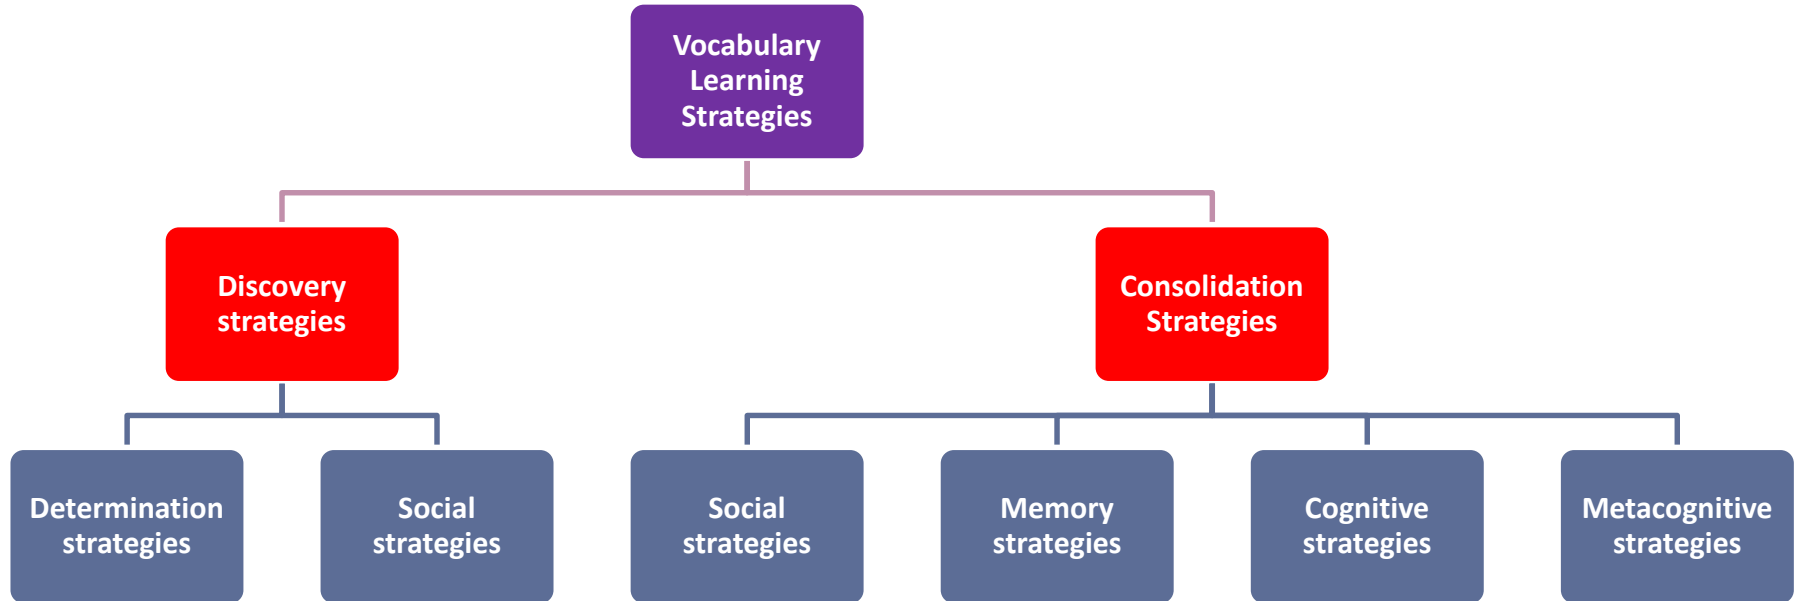 Vocabulary
Learning
Strategies
Discovery
strategies
Consolidation
Strategies
Determination
strategies
Social
strategies
Social
strategies
Memory
strategies
Cognitive
strategies
Metacognitive
strategies